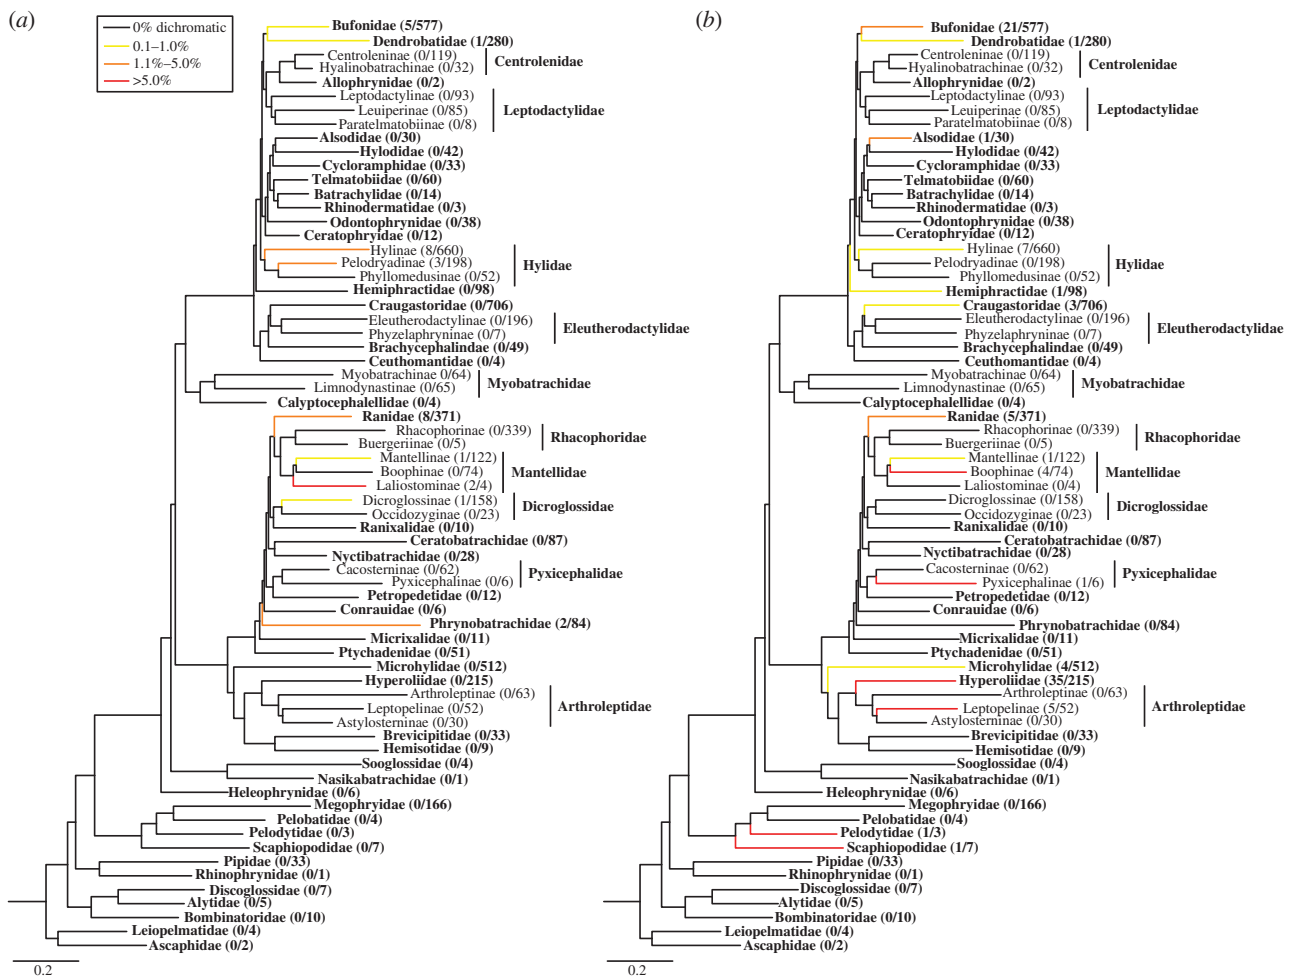 (a)
0% dichromatic
0.1–1.0%
1.1%–5.0%
>5.0%
Bufonidae (5/577)
Dendrobatidae (1/280)
Centroleninae (0/119)
Hyalinobatrachinae (0/32)
Centrolenidae
Allophrynidae (0/2)
Leptodactylinae (0/93)
Leuiperinae (0/85)
Leptodactylidae
Paratelmatobiinae (0/8)
Alsodidae (0/30)
Hylodidae (0/42)
Cycloramphidae (0/33)
Telmatobiidae (0/60)
Batrachylidae (0/14)
Rhinodermatidae (0/3)
Odontophrynidae (0/38)
Ceratophryidae (0/12)
Hylinae (8/660)
Pelodryadinae (3/198)
Hylidae
Phyllomedusinae (0/52)
Hemiphractidae (0/98)
Craugastoridae (0/706)
Eleutherodactylinae (0/196)
Eleutherodactylidae
Phyzelaphryninae (0/7)
Brachycephalindae (0/49)
Ceuthomantidae (0/4)
Myobatrachinae 0/64)
Myobatrachidae
Limnodynastinae (0/65)
Calyptocephalellidae (0/4)
Ranidae (8/371)
Rhacophorinae (0/339)
Rhacophoridae
Buergeriinae (0/5)
Mantellinae (1/122)
Boophinae (0/74)
Mantellidae
Laliostominae (2/4)
Dicroglossinae (1/158)
Dicroglossidae
Occidozyginae (0/23)
Ranixalidae (0/10)
Ceratobatrachidae (0/87)
Nyctibatrachidae (0/28)
Cacosterninae (0/62)
Pyxicephalidae
Pyxicephalinae (0/6)
Petropedetidae (0/12)
Conrauidae (0/6)
Phrynobatrachidae (2/84)
Micrixalidae (0/11)
Ptychadenidae (0/51)
Microhylidae (0/512)
Hyperoliidae (0/215)
Arthroleptinae (0/63)
Leptopelinae (0/52)
Arthroleptidae
Astylosterninae (0/30)
Brevicipitidae (0/33)
Hemisotidae (0/9)
Sooglossidae (0/4)
Nasikabatrachidae (0/1)
Heleophrynidae (0/6)
Megophryidae (0/166)
Pelobatidae (0/4)
Pelodytidae (0/3)
Scaphiopodidae (0/7)
Pipidae (0/33)
Rhinophrynidae (0/1)
Discoglossidae (0/7)
Alytidae (0/5)
Bombinatoridae (0/10)
Leiopelmatidae (0/4)
Ascaphidae (0/2)
0.2
(b)
Bufonidae (21/577)
Dendrobatidae (1/280)
Centroleninae (0/119)
Hyalinobatrachinae (0/32)
Centrolenidae
Allophrynidae (0/2)
Leptodactylinae (0/93)
Leuiperinae (0/85)
Leptodactylidae
Paratelmatobiinae (0/8)
Alsodidae (1/30)
Hylodidae (0/42)
Cycloramphidae (0/33)
Telmatobiidae (0/60)
Batrachylidae (0/14)
Rhinodermatidae (0/3)
Odontophrynidae (0/38)
Ceratophryidae (0/12)
Hylinae (7/660)
Pelodryadinae (0/198)
Hylidae
Phyllomedusinae (0/52)
Hemiphractidae (1/98)
Craugastoridae (3/706)
Eleutherodactylinae (0/196)
Eleutherodactylidae
Phyzelaphryninae (0/7)
Brachycephalindae (0/49)
Ceuthomantidae (0/4)
Myobatrachinae 0/64)
Myobatrachidae
Limnodynastinae (0/65)
Calyptocephalellidae (0/4)
Ranidae (5/371)
Rhacophorinae (0/339)
Rhacophoridae
Buergeriinae (0/5)
Mantellinae (1/122)
Boophinae (4/74)
Mantellidae
Laliostominae (0/4)
Dicroglossinae (0/158)
Dicroglossidae
Occidozyginae (0/23)
Ranixalidae (0/10)
Ceratobatrachidae (0/87)
Nyctibatrachidae (0/28)
Cacosterninae (0/62)
Pyxicephalidae
Pyxicephalinae (1/6)
Petropedetidae (0/12)
Conrauidae (0/6)
Phrynobatrachidae (0/84)
Micrixalidae (0/11)
Ptychadenidae (0/51)
Microhylidae (4/512)
Hyperoliidae (35/215)
Arthroleptinae (0/63)
Leptopelinae (5/52)
Arthroleptidae
Astylosterninae (0/30)
Brevicipitidae (0/33)
Hemisotidae (0/9)
Sooglossidae (0/4)
Nasikabatrachidae (0/1)
Heleophrynidae (0/6)
Megophryidae (0/166)
Pelobatidae (0/4)
Pelodytidae (1/3)
Scaphiopodidae (1/7)
Pipidae (0/33)
Rhinophrynidae (0/1)
Discoglossidae (0/7)
Alytidae (0/5)
Bombinatoridae (0/10)
Leiopelmatidae (0/4)
Ascaphidae (0/2)
0.2